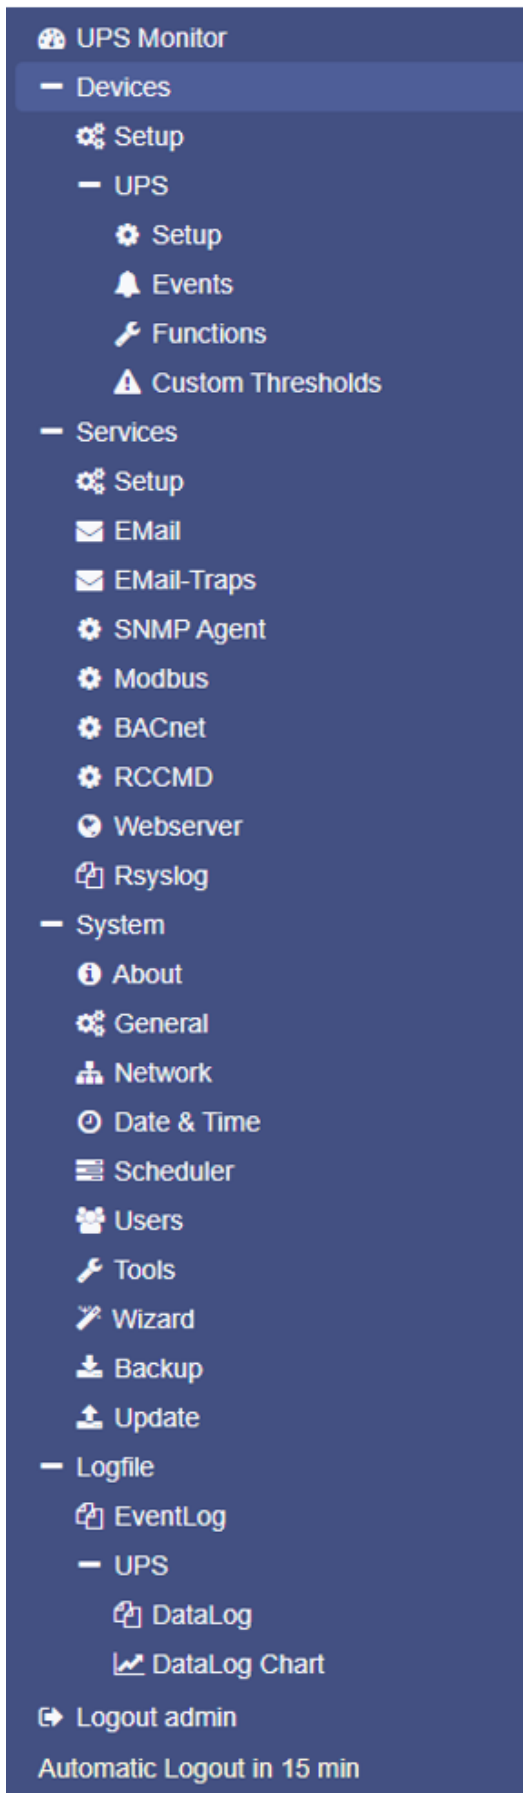 UPS Monitor
Devices
Setup
UPS
Setup
Events
Functions
Custom Thresholds
Services
Setup
EMail
EMail-Traps
SNMP Agent
Modbus
BACnet
RCCMD
Webserver
Rsyslog
System
About
General
Network
Date & Time
Scheduler
Users
Tools
Wizard
Backup
Update
Logfile
EventLog
UPS
DataLog
DataLog Chart
Logout admin
Automatic Logout in 15 min